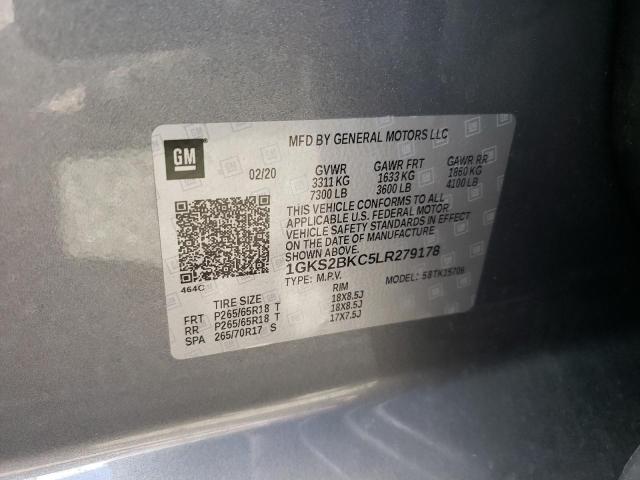 GM
MFD BY GENERAL MOTORS LLC
02/20 GVWR GAWR FRT GAWR RR
3311 KG 1633 KG 1860 KG
7300 LB 3600 LB 4100 LB
THIS VEHICLE CONFORMS TO ALL
APPLICABLE U.S. FEDERAL MOTOR
VEHICLE SAFETY STANDARDS IN EFFECT
ON THE DATE OF MANUFACTURE
SHOWN ABOVE.
1GKS2BKC5LR279178
TYPE: M.P.V. MODEL: 58TK15706
464C
TIRE SIZE RIM
FRT P265/65R18 T 18X8.5J
RR P265/65R18 T 18X8.5J
SPA 265/70R17 S 17X7.5J